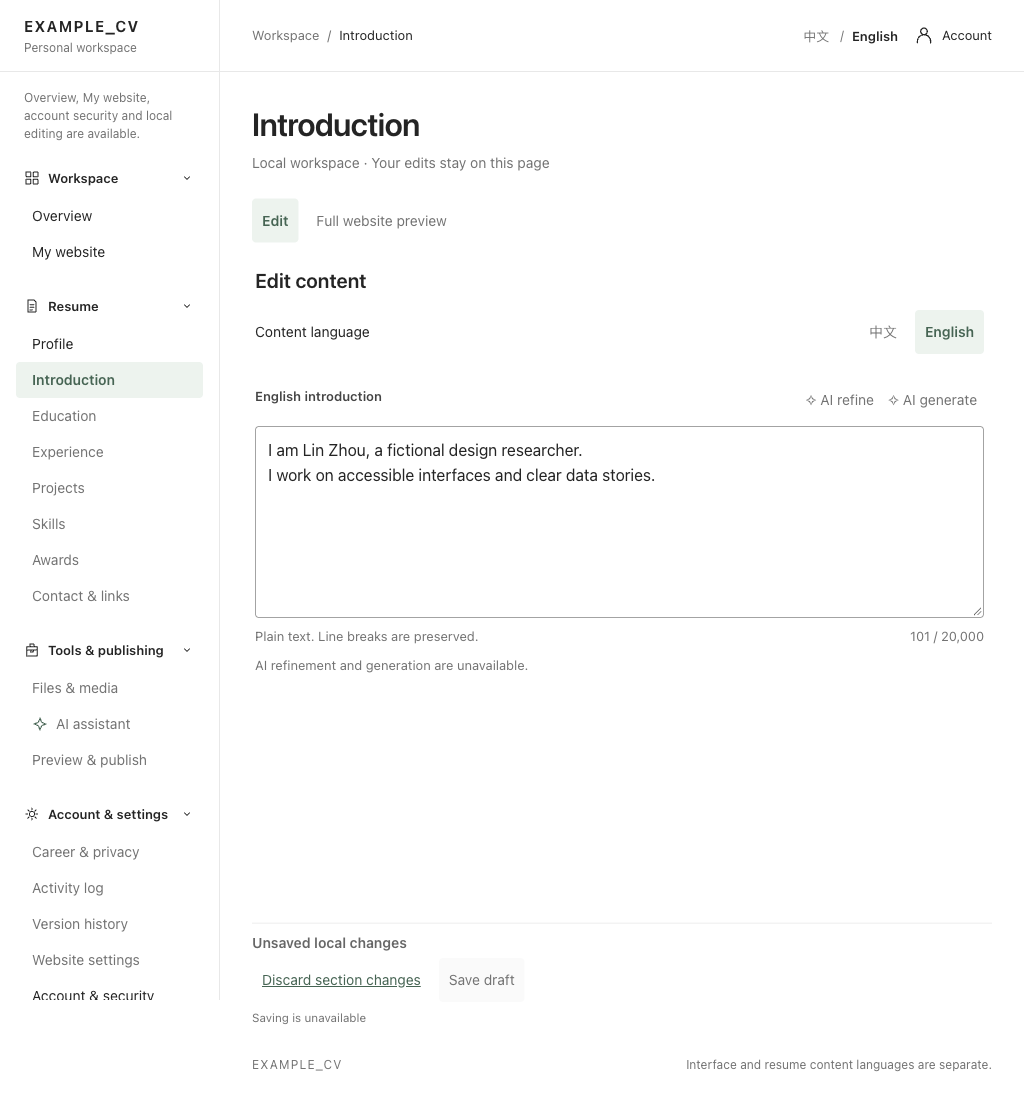 EXAMPLE_CV
Personal workspace
Workspace / Introduction
中文 / English
Account
Overview, My website,
account security and local
editing are available.
Workspace
Overview
My website
Resume
Profile
Introduction
Education
Experience
Projects
Skills
Awards
Contact & links
Tools & publishing
Files & media
AI assistant
Preview & publish
Account & settings
Career & privacy
Activity log
Version history
Website settings
Account & security
Introduction
Local workspace · Your edits stay on this page
Edit
Full website preview
Edit content
Content language
中文
English
English introduction
AI refine
AI generate
I am Lin Zhou, a fictional design researcher.
I work on accessible interfaces and clear data stories.
Plain text. Line breaks are preserved.
101 / 20,000
AI refinement and generation are unavailable.
Unsaved local changes
Discard section changes
Save draft
Saving is unavailable
EXAMPLE_CV
Interface and resume content languages are separate.